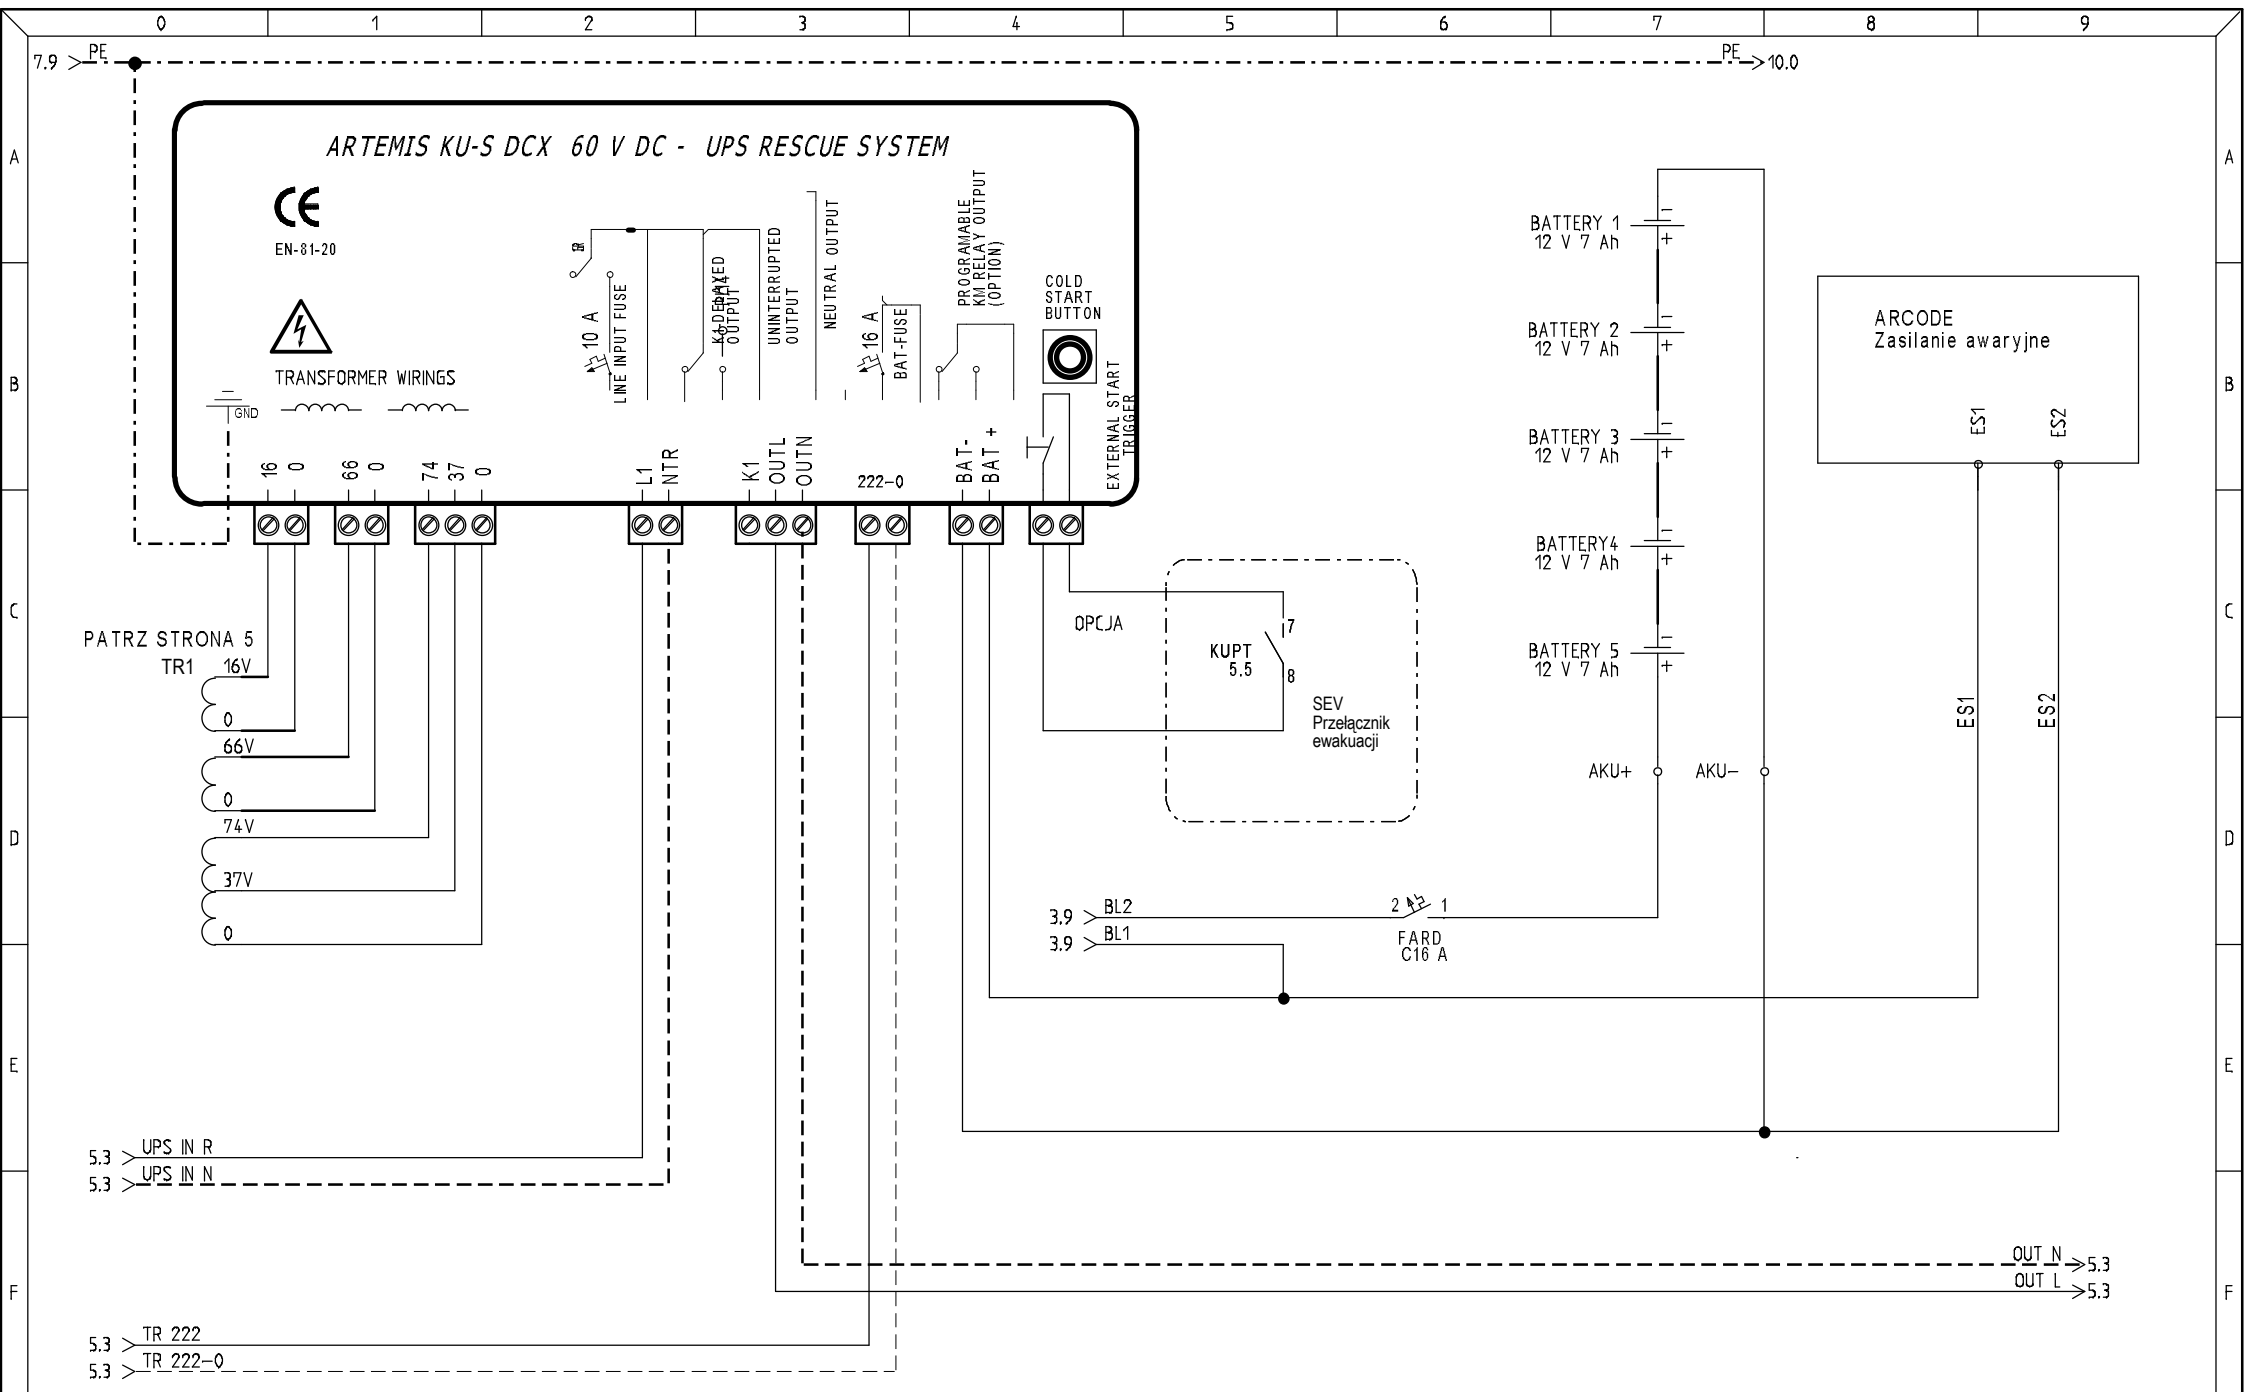 0 1 2 3 4 5 6 7 8 9
7.9 PE
PE 10.0
A
A
ARTEMIS KU-S DCX 60 V DC - UPS RESCUE SYSTEM
CE
EN-81-20
TRANSFORMER WIRINGS
GND
10 A
LINE INPUT FUSE
OUTPUT
UNINTERRUPTED
OUTPUT
NEUTRAL OUTPUT
16 A
BAT-FUSE
PROGRAMABLE
KM RELAY OUTPUT
(OPTION)
COLD
START
BUTTON
EXTERNAL START
TRIGGER
16
0
66
0
74
37
0
L1
NTR
K1
OUTL
OUTN
222-0
BAT-
BAT +
BATTERY 1
12 V 7 Ah
-
+
BATTERY 2
12 V 7 Ah
-
+
BATTERY 3
12 V 7 Ah
-
+
BATTERY4
12 V 7 Ah
-
+
BATTERY 5
12 V 7 Ah
-
+
B
B
ARCODE
Zasilanie awaryjne
ES1
ES2
C
C
PATRZ STRONA 5
TR1
16V
0
66V
0
74V
37V
0
OPCJA
KUPT
5.5
7
8
SEV
Przełącznik
ewakuacji
AKU+
AKU-
ES1
ES2
D
D
3.9 BL2
3.9 BL1
2 1
FARD
C16 A
E
E
5.3 UPS IN R
5.3 UPS IN N
OUT N 5.3
OUT L 5.3
F
F
5.3 TR 222
5.3 TR 222-0